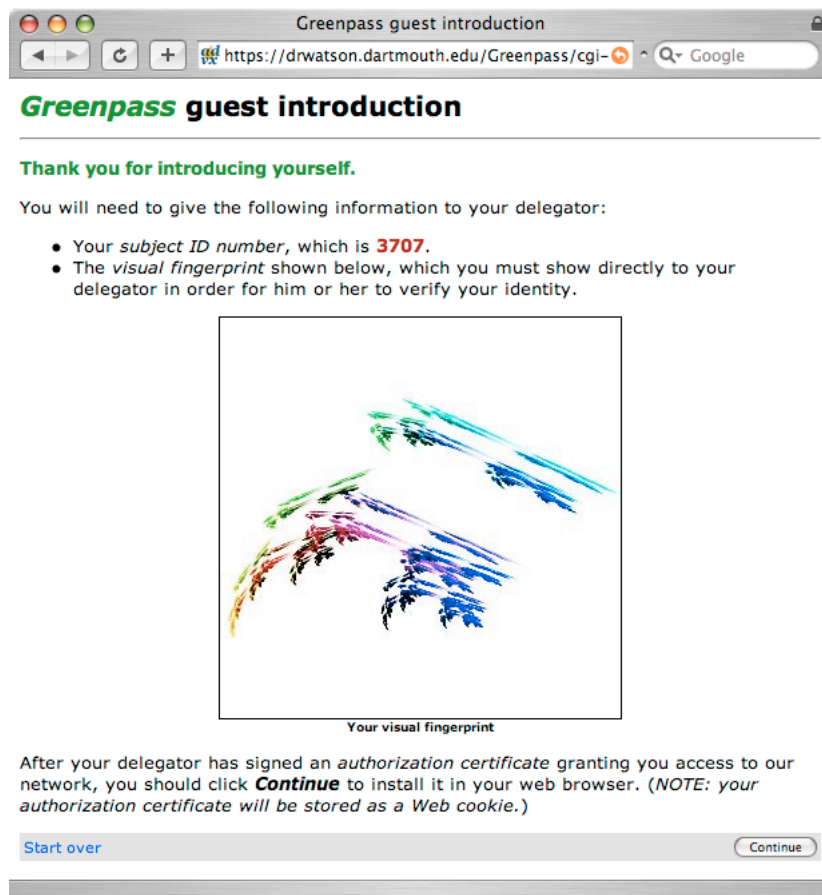 Greenpass guest introduction
https://drwatson.dartmouth.edu/Greenpass/cgi-
Google
Greenpass guest introduction
Thank you for introducing yourself.
You will need to give the following information to your delegator:
• Your subject ID number, which is 3707.
• The visual fingerprint shown below, which you must show directly to your
delegator in order for him or her to verify your identity.
Your visual fingerprint
After your delegator has signed an authorization certificate granting you access to our
network, you should click Continue to install it in your web browser. (NOTE: your
authorization certificate will be stored as a Web cookie.)
Start over
Continue